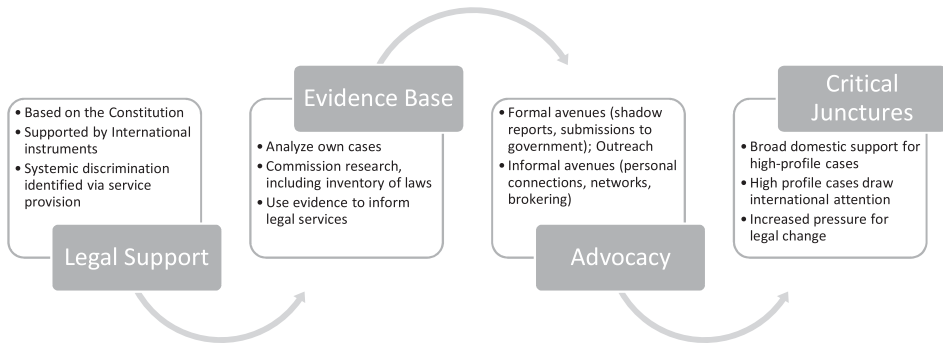 • Based on the Constitution
• Supported by International
instruments
• Systemic discrimination
identified via service
provision
Legal Support
Evidence Base
• Analyze own cases
• Commission research,
including inventory of laws
• Use evidence to inform
legal services
• Formal avenues (shadow
reports, submissions to
government); Outreach
• Informal avenues (personal
connections, networks,
brokering)
Advocacy
Critical
Junctures
• Broad domestic support for
high-profile cases
• High profile cases draw
international attention
• Increased pressure for
legal change